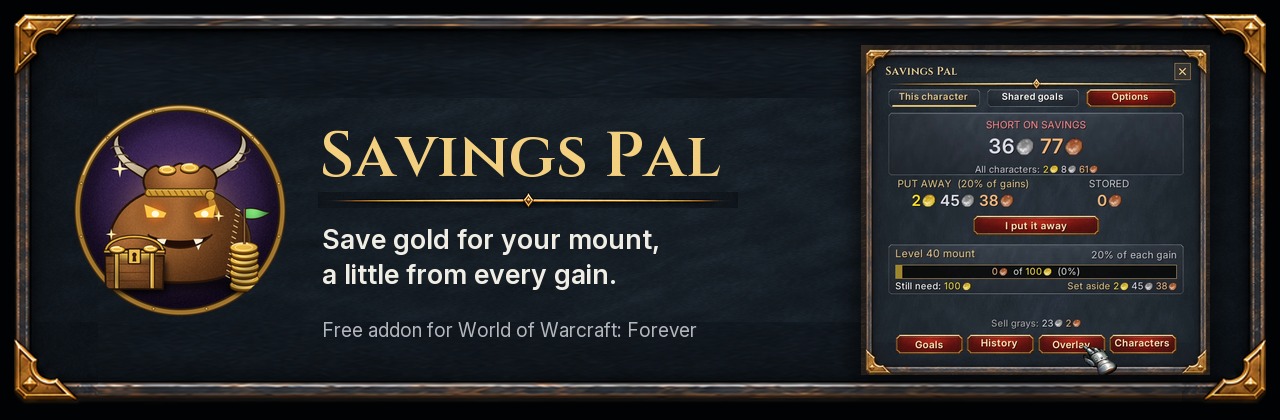 SAVINGS PAL
Save gold for your mount,
a little from every gain.
Free addon for World of Warcraft: Forever
SAVINGS PAL
This character Shared goals Options
SHORT ON SAVINGS
36 77
All characters: 2 8 61
PUT AWAY (20% of gains) STORED
2 45 38 0
I put it away
Level 40 mount 20% of each gain
0 of 100 (0%)
Still need: 100 Set aside 2 45 38
Sell grays: 23 2
Goals History Overlay Characters